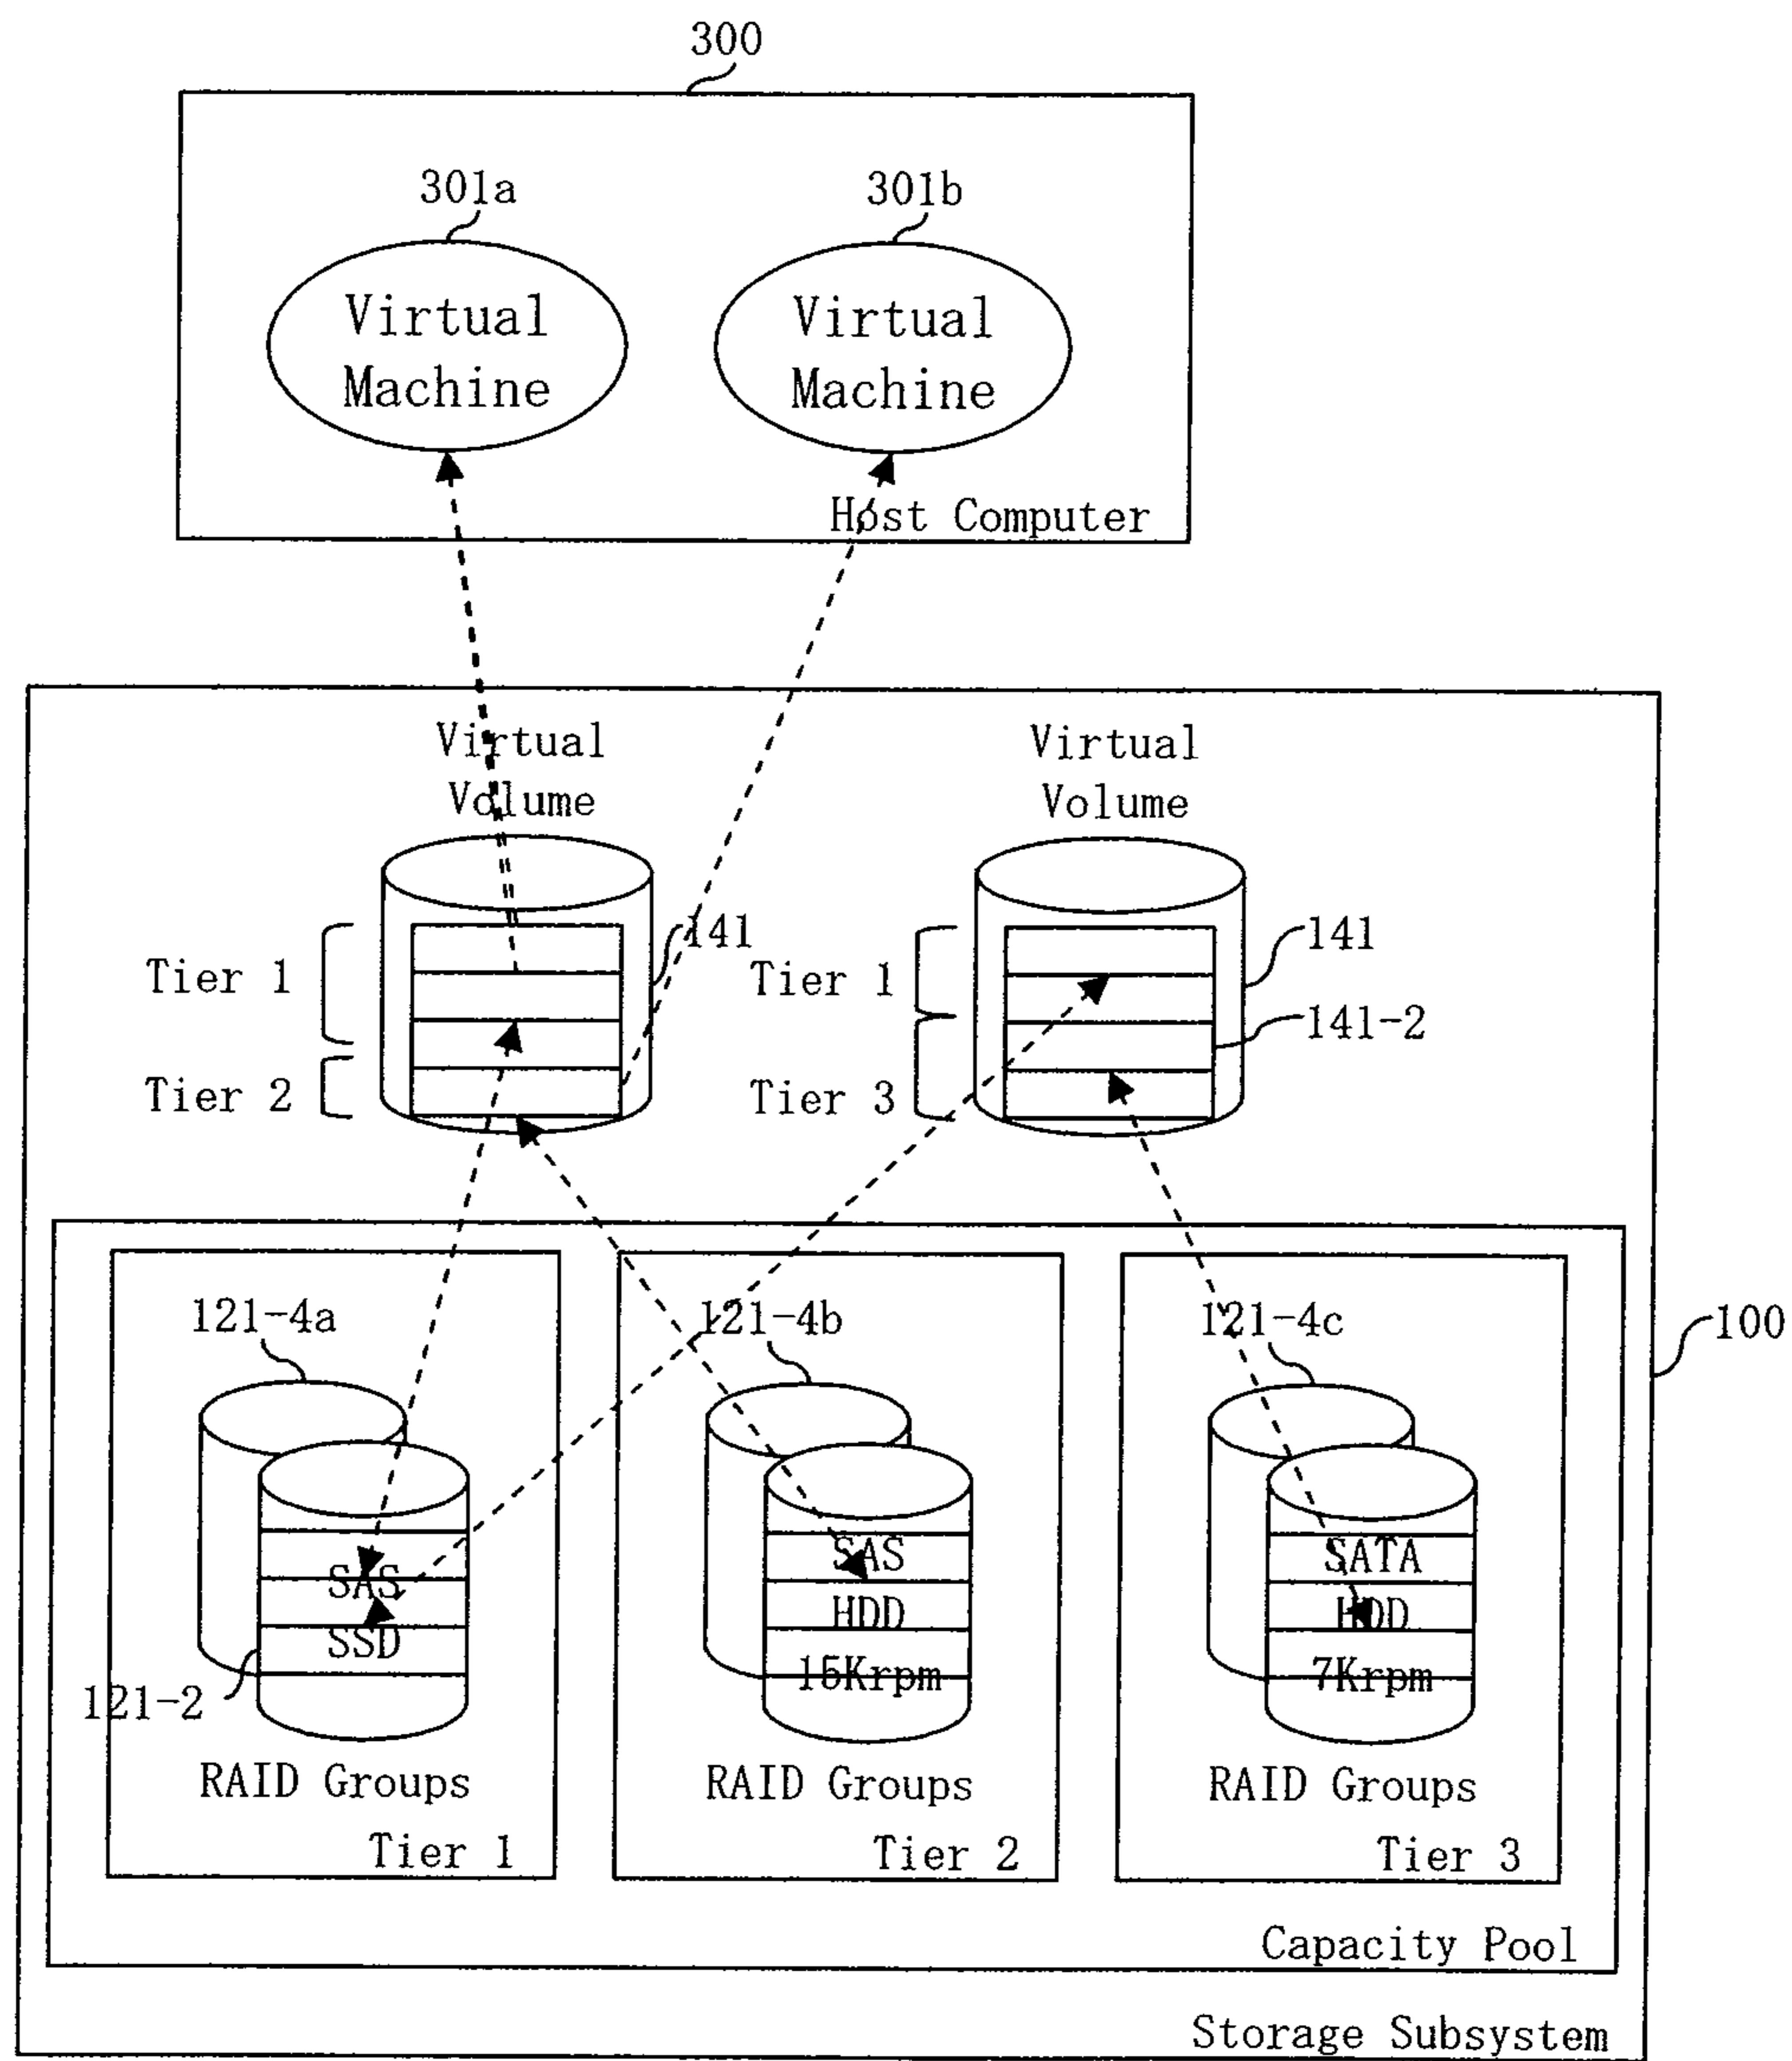 300
301a
301b
Virtual
Machine
Virtual
Machine
Host Computer
Virtual
Volume
Virtual
Volume
141
141
141-2
Tier 1
Tier 2
Tier 1
Tier 3
121-4a
121-4b
121-4c
100
SAS
SSD
121-2
SAS
HDD
15Krpm
SATA
HDD
7Krpm
RAID Groups
RAID Groups
RAID Groups
Tier 1
Tier 2
Tier 3
Capacity Pool
Storage Subsystem